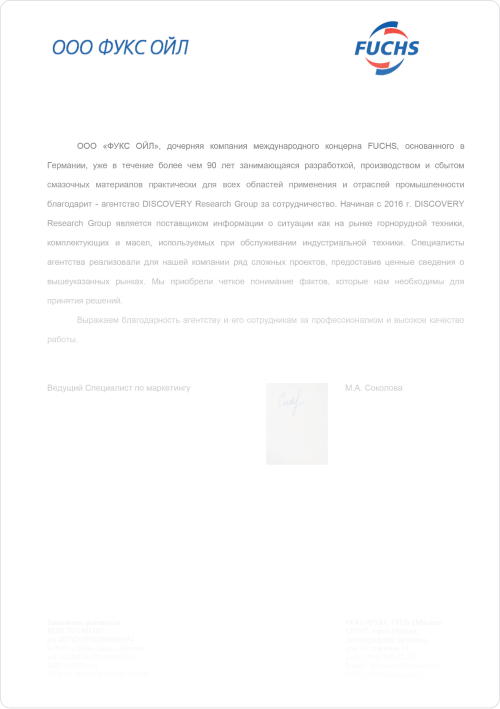 ООО ФУКС ОЙЛ
FUCHS
ООО «ФУКС ОЙЛ», дочерняя компания международного концерна FUCHS, основанного в
Германии, уже в течение более чем 90 лет занимающаяся разработкой, производством и сбытом
смазочных материалов практически для всех областей применения и отраслей промышленности
благодарит - агентство DISCOVERY Research Group за сотрудничество. Начиная с 2016 г. DISCOVERY
Research Group является поставщиком информации о ситуации как на рынке горнорудной техники,
комплектующих и масел, используемых при обслуживании индустриальной техники. Специалисты
агентства реализовали для нашей компании ряд сложных проектов, предоставив ценные сведения о
вышеуказанных рынках. Мы приобрели четкое понимание фактов, которые нам необходимы для
принятия решений.
Выражаем благодарность агентству и его сотрудникам за профессионализм и высокое качество
работы.
Ведущий Специалист по маркетингу
М.А. Соколова